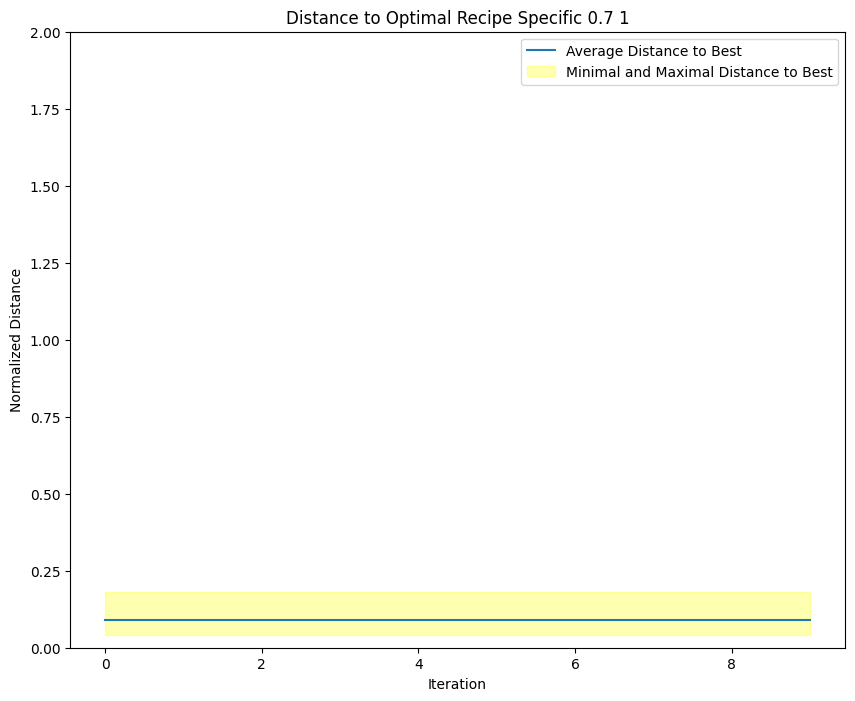 Distance to Optimal Recipe Specific 0.7 1
Average Distance to Best
Minimal and Maximal Distance to Best
Normalized Distance
2.00
1.75
1.50
1.25
1.00
0.75
0.50
0.25
0.00
0 2 4 6 8
Iteration